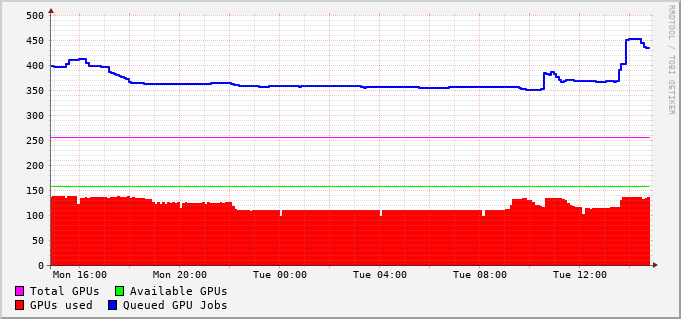 RRDTOOL / TOBI OETIKER
500
450
400
350
300
250
200
150
100
50
0
Mon 16:00 Mon 20:00 Tue 00:00 Tue 04:00 Tue 08:00 Tue 12:00
Total GPUs Available GPUs
GPUs used Queued GPU Jobs